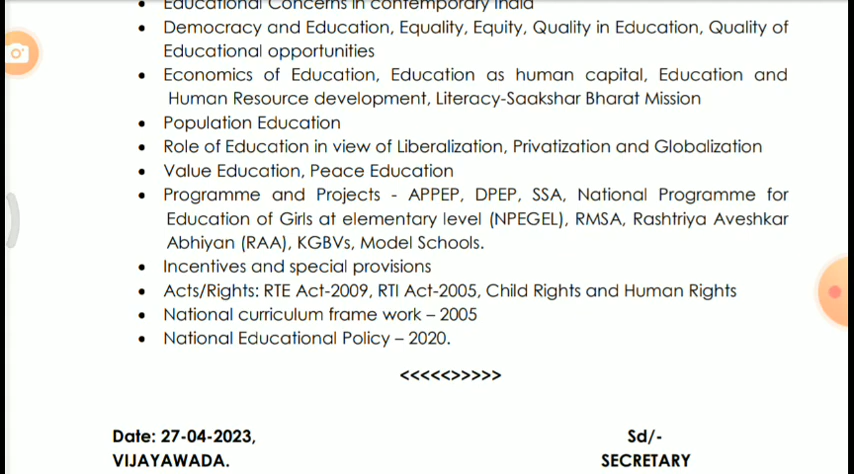 • Educational Concerns in contemporary India
• Democracy and Education, Equality, Equity, Quality in Education, Quality of
Educational opportunities
• Economics of Education, Education as human capital, Education and
Human Resource development, Literacy-Saakshar Bharat Mission
• Population Education
• Role of Education in view of Liberalization, Privatization and Globalization
• Value Education, Peace Education
• Programme and Projects - APPEP, DPEP, SSA, National Programme for
Education of Girls at elementary level (NPEGEL), RMSA, Rashtriya Aveshkar
Abhiyan (RAA), KGBVs, Model Schools.
• Incentives and special provisions
• Acts/Rights: RTE Act-2009, RTI Act-2005, Child Rights and Human Rights
• National curriculum frame work – 2005
• National Educational Policy – 2020.
<<<<<>>>>>
Date: 27-04-2023,
VIJAYAWADA.
Sd/-
SECRETARY